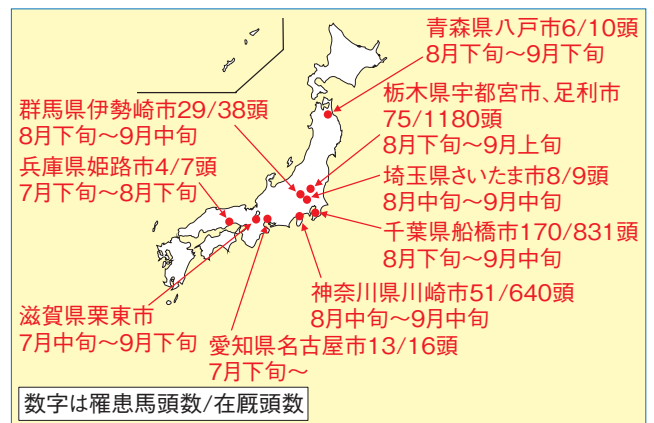 青森県八戸市6/10頭
8月下旬～9月下旬
栃木県宇都宮市、足利市
75/1180頭
8月下旬～9月上旬
群馬県伊勢崎市29/38頭
8月下旬～9月中旬
兵庫県姫路市4/7頭
7月下旬～8月下旬
埼玉県さいたま市8/9頭
8月中旬～9月中旬
千葉県船橋市170/831頭
8月下旬～9月中旬
神奈川県川崎市51/640頭
8月中旬～9月中旬
滋賀県栗東市
7月中旬～9月下旬
愛知県名古屋市13/16頭
7月下旬～
数字は罹患馬頭数/在厩頭数